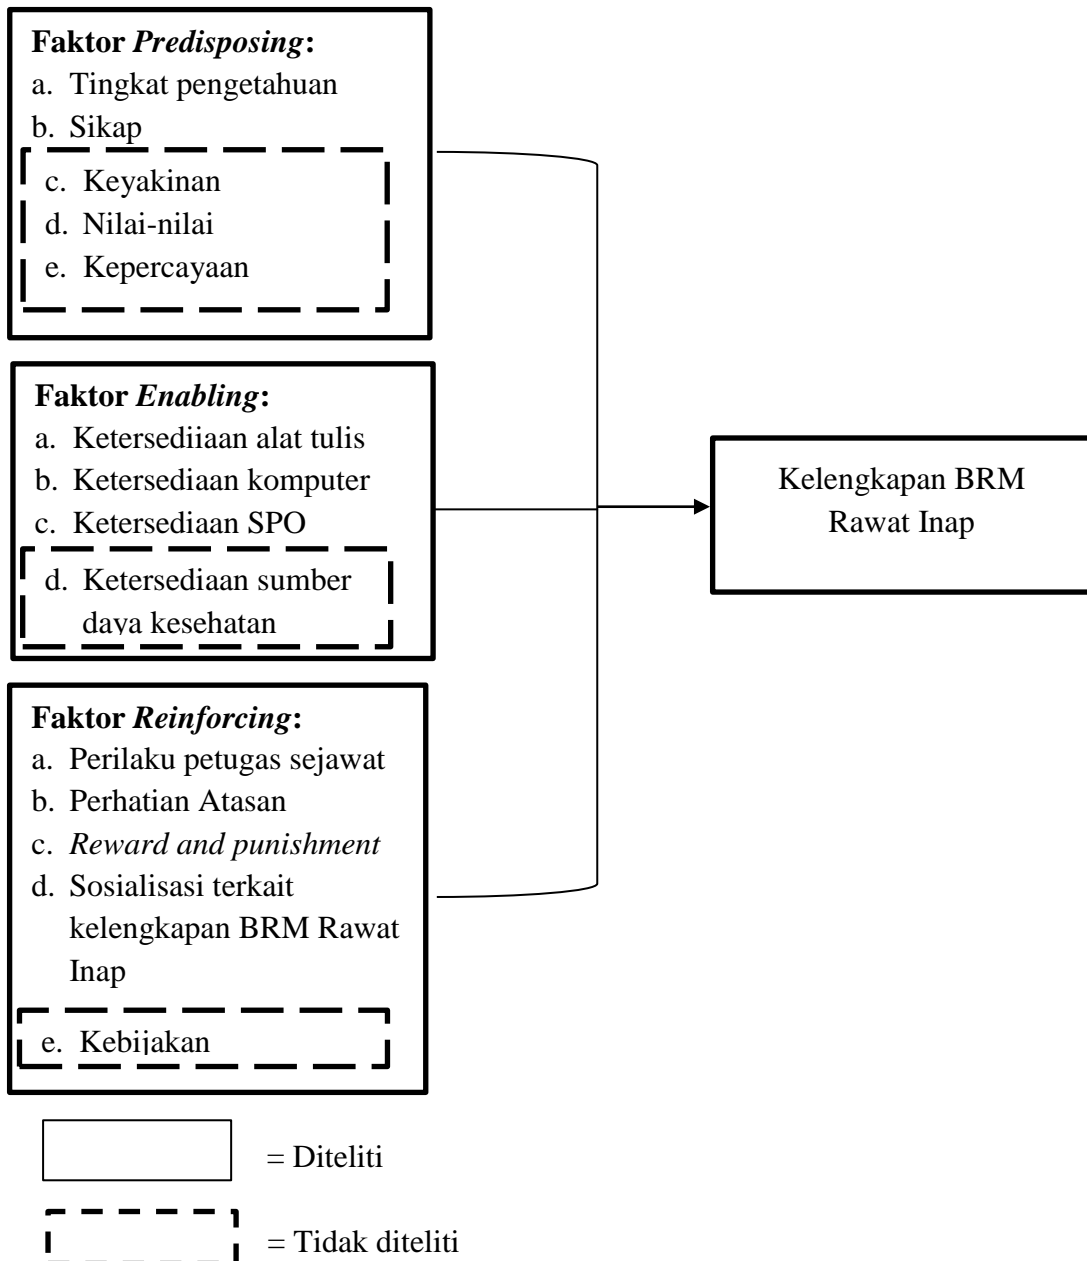 Faktor Predisposing:
a. Tingkat pengetahuan
b. Sikap
c. Keyakinan
d. Nilai-nilai
e. Kepercayaan
Faktor Enabling:
a. Ketersediiaan alat tulis
b. Ketersediaan komputer
c. Ketersediaan SPO
d. Ketersediaan sumber
daya kesehatan
Kelengkapan BRM
Rawat Inap
Faktor Reinforcing:
a. Perilaku petugas sejawat
b. Perhatian Atasan
c. Reward and punishment
d. Sosialisasi terkait
kelengkapan BRM Rawat
Inap
e. Kebijakan
= Diteliti
= Tidak diteliti